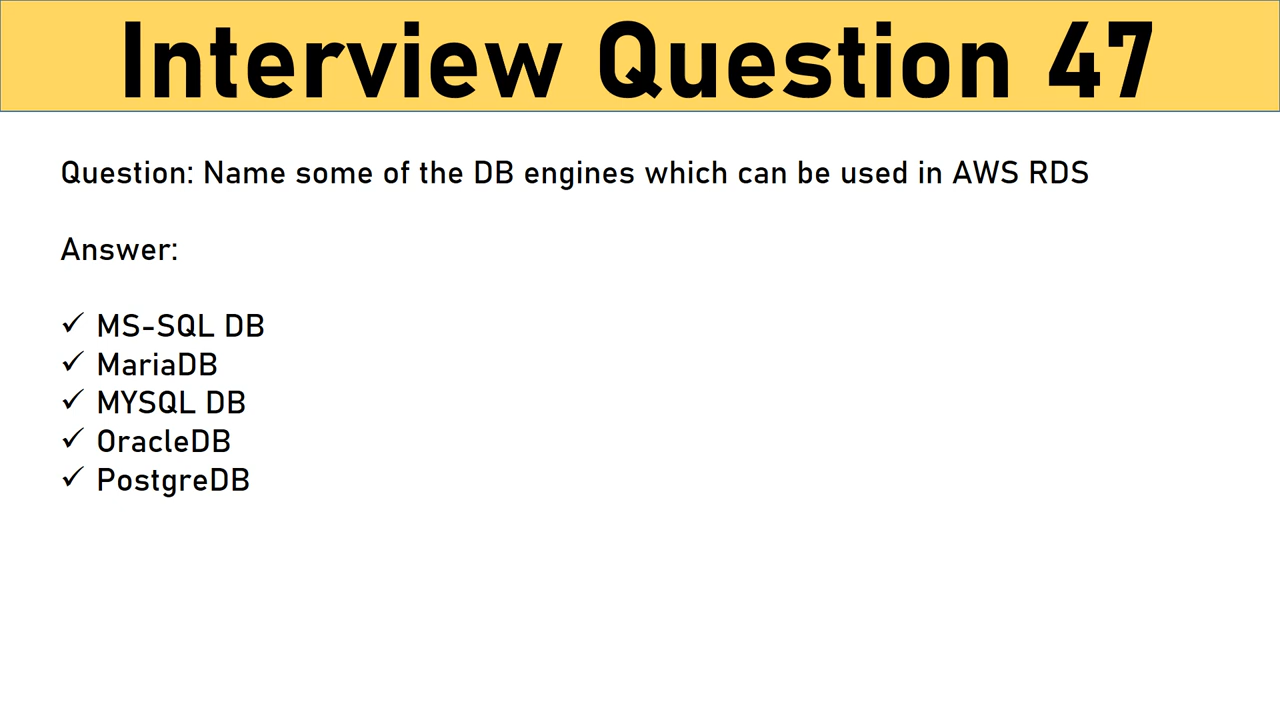 Interview Question 47
Question: Name some of the DB engines which can be used in AWS RDS
Answer:
✓ MS-SQL DB
✓ MariaDB
✓ MYSQL DB
✓ OracleDB
✓ PostgreDB